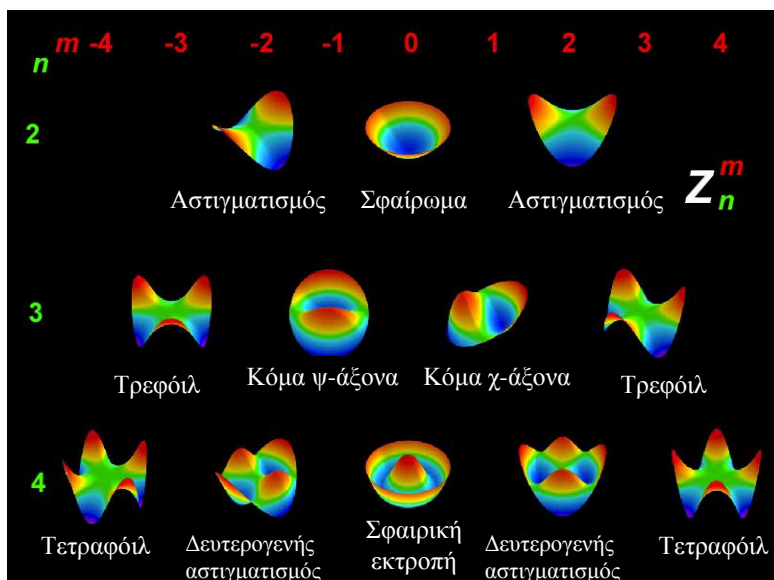 m -4 -3 -2 -1 0 1 2 3 4
n
2
Z m n
Αστιγματισμός Σφαίρωμα Αστιγματισμός
3
Τρεφόιλ Κόμα ψ-άξονα Κόμα χ-άξονα Τρεφόιλ
4
Τετραφόιλ Δευτερογενής Σφαιρική Δευτερογενής Τετραφόιλ
αστιγματισμός εκτροπή αστιγματισμός